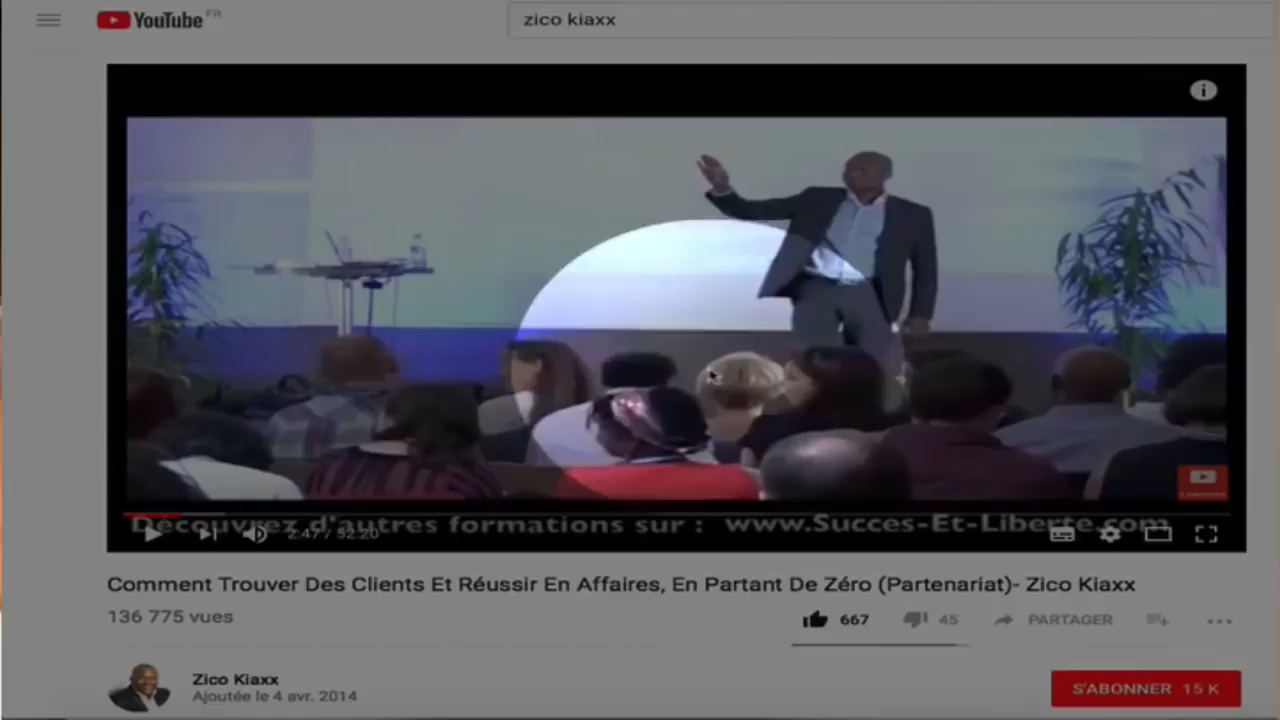 YouTube FR
zico kiaxx
Découvrez d'autres formations sur : www.Succes-Et-Liberte.com
2:47 / 52:20
Comment Trouver Des Clients Et Réussir En Affaires, En Partant De Zéro (Partenariat)- Zico Kiaxx
136 775 vues
667
45
PARTAGER
Zico Kiaxx
Ajoutée le 4 avr. 2014
S'ABONNER 15 K